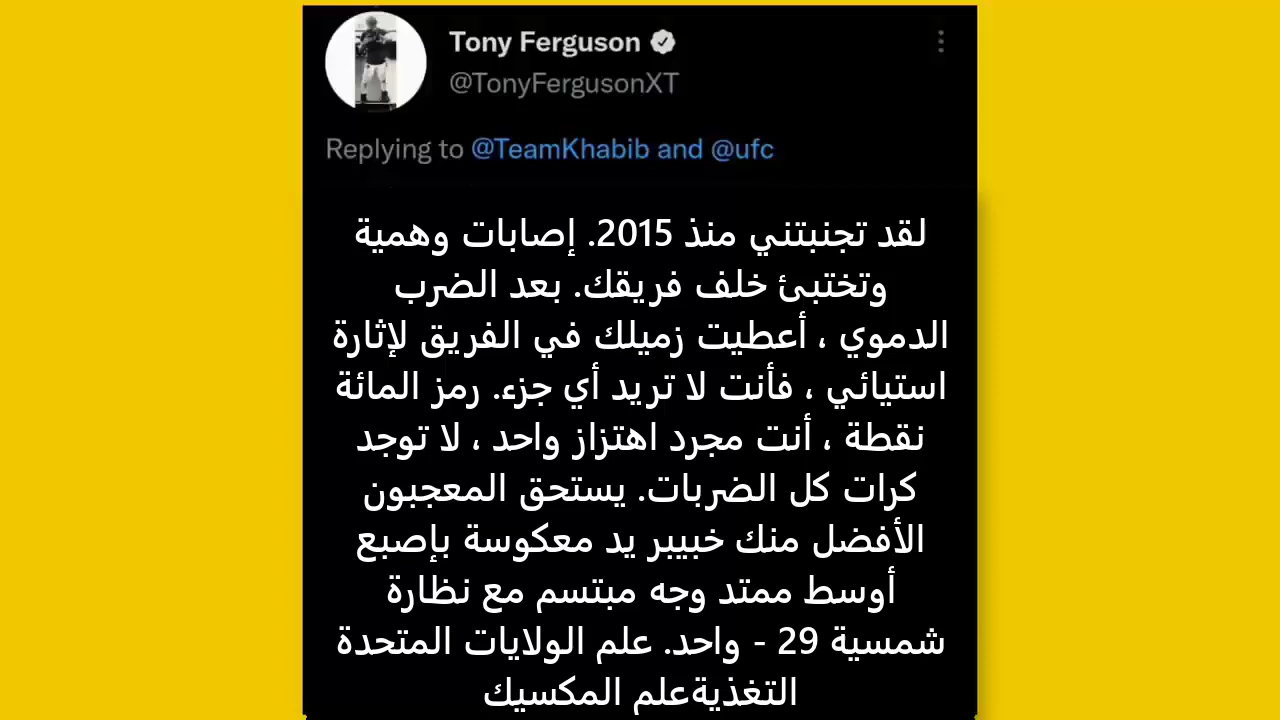 Tony Ferguson
@TonyFergusonXT
Replying to @TeamKhabib and @ufc
لقد تجنبتني منذ 2015. إصابات وهمية
وتختبئ خلف فريقك. بعد الضرب
الدموي ، أعطيت زميلك في الفريق لإثارة
استيائي ، فأنت لا تريد أي جزء. رمز المائة
نقطة ، أنت مجرد اهتزاز واحد ، لا توجد
كرات كل الضربات. يستحق المعجبون
الأفضل منك خبيبر يد معكوسة بإصبع
أوسط ممتد وجه مبتسم مع نظارة
شمسية 29 - واحد. علم الولايات المتحدة
التغذيةعلم المكسيك